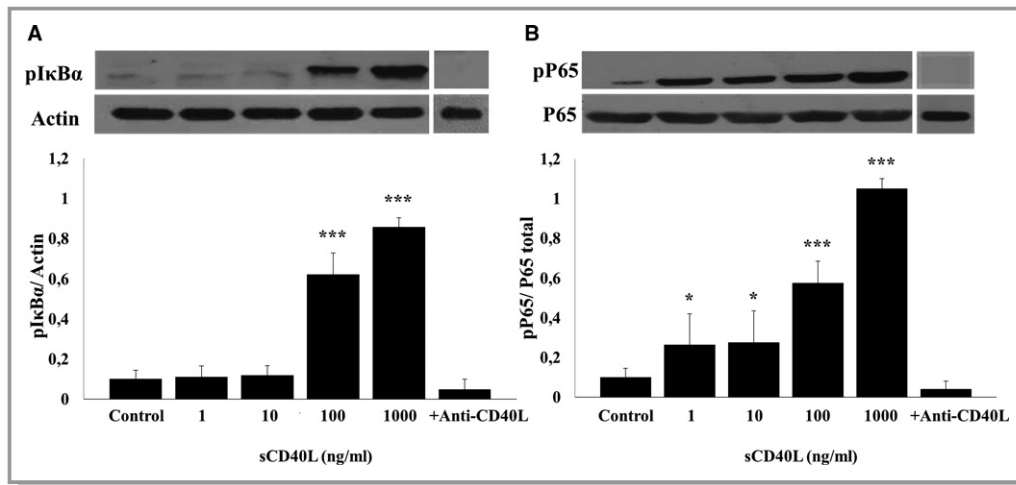 A
pIκBα
Actin
1,2
1
0,8
0,6
0,4
0,2
0
pIκBα/ Actin
***
***
Control 1 10 100 1000 +Anti-CD40L
sCD40L (ng/ml)
B
pP65
P65
1,2
1
0,8
0,6
0,4
0,2
0
pP65/ P65 total
*
*
***
***
Control 1 10 100 1000 +Anti-CD40L
sCD40L (ng/ml)